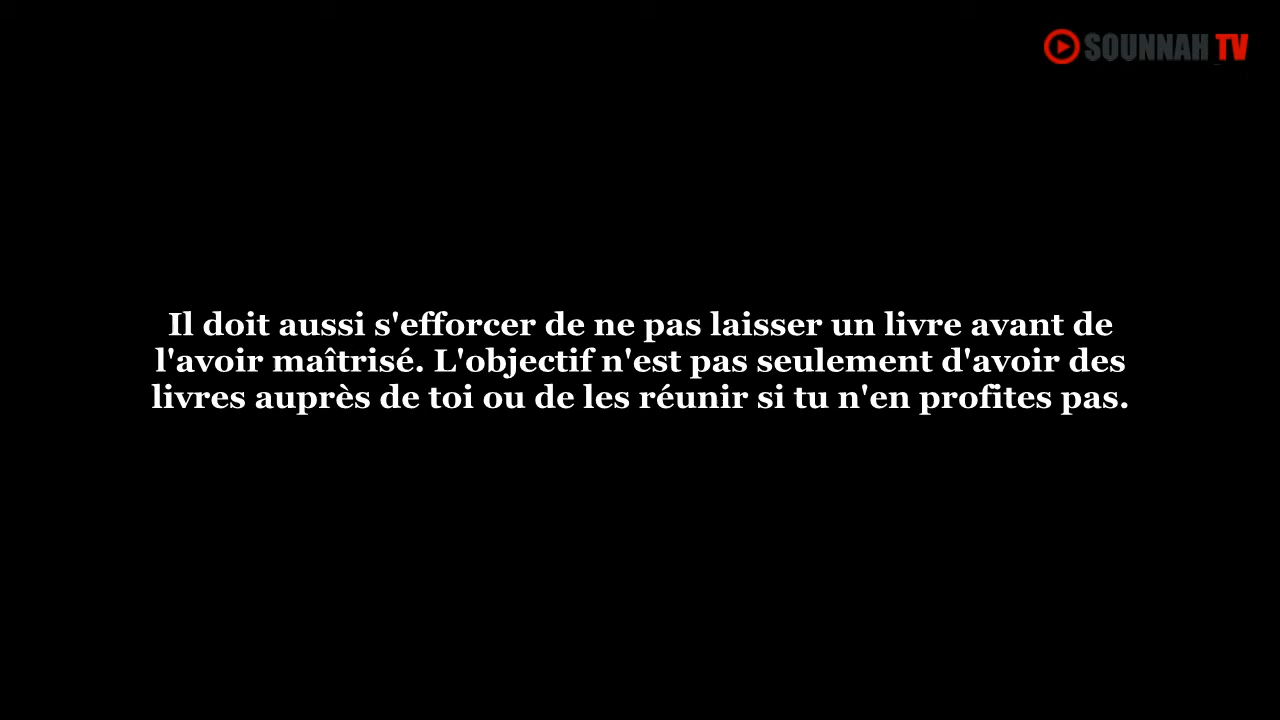 SOUNNAH TV
Il doit aussi s'efforcer de ne pas laisser un livre avant de
l'avoir maîtrisé. L'objectif n'est pas seulement d'avoir des
livres auprès de toi ou de les réunir si tu n'en profites pas.